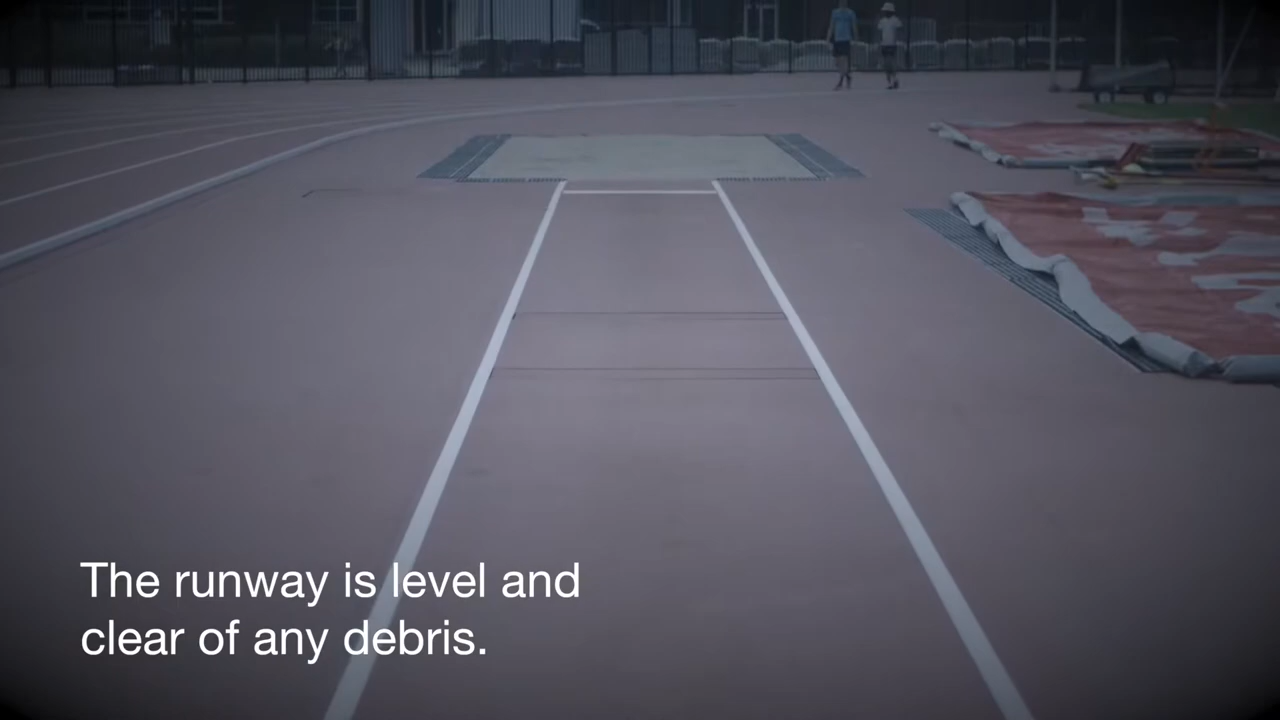 The runway is level and
clear of any debris.